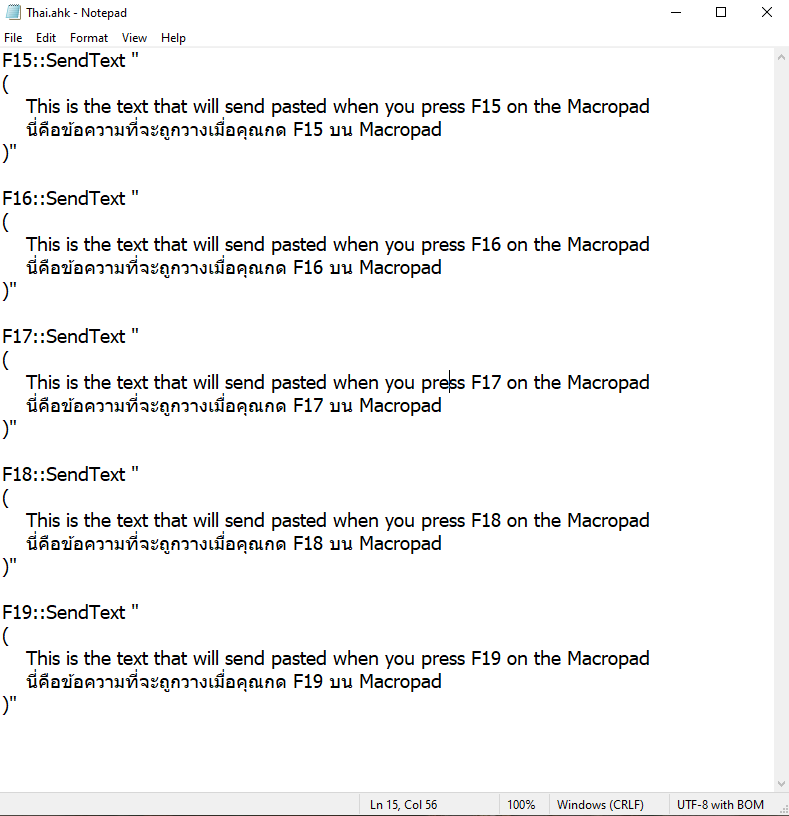 Thai.ahk - Notepad
File Edit Format View Help
F15::SendText "
(
This is the text that will send pasted when you press F15 on the Macropad
นี่คือข้อความที่จะถูกวางเมื่อคุณกด F15 บน Macropad
)"
F16::SendText "
(
This is the text that will send pasted when you press F16 on the Macropad
นี่คือข้อความที่จะถูกวางเมื่อคุณกด F16 บน Macropad
)"
F17::SendText "
(
This is the text that will send pasted when you press F17 on the Macropad
นี่คือข้อความที่จะถูกวางเมื่อคุณกด F17 บน Macropad
)"
F18::SendText "
(
This is the text that will send pasted when you press F18 on the Macropad
นี่คือข้อความที่จะถูกวางเมื่อคุณกด F18 บน Macropad
)"
F19::SendText "
(
This is the text that will send pasted when you press F19 on the Macropad
นี่คือข้อความที่จะถูกวางเมื่อคุณกด F19 บน Macropad
)"
Ln 15, Col 56 100% Windows (CRLF) UTF-8 with BOM